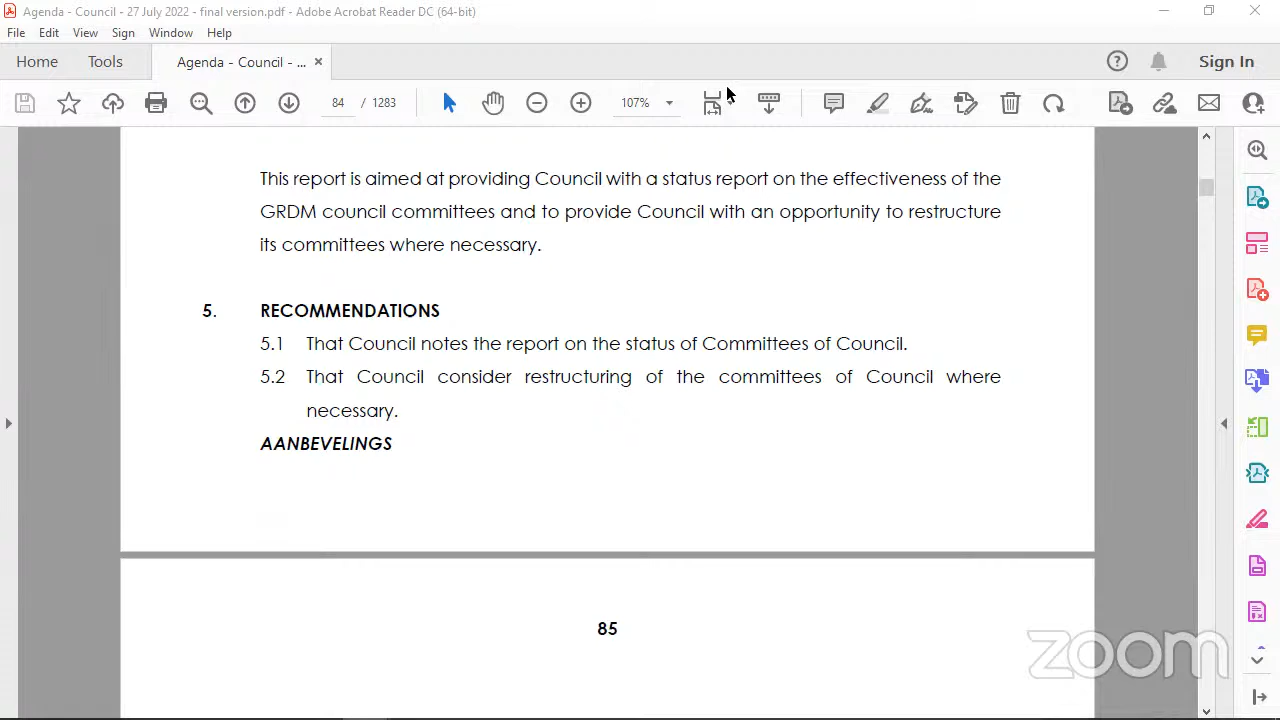 Agenda - Council - 27 July 2022 - final version.pdf - Adobe Acrobat Reader DC (64-bit)
File Edit View Sign Window Help
Home Tools Agenda - Council - ... Sign In
84 / 1283 107%
This report is aimed at providing Council with a status report on the effectiveness of the
GRDM council committees and to provide Council with an opportunity to restructure
its committees where necessary.
5. RECOMMENDATIONS
5.1 That Council notes the report on the status of Committees of Council.
5.2 That Council consider restructuring of the committees of Council where
necessary.
AANBEVELINGS
85
zoom